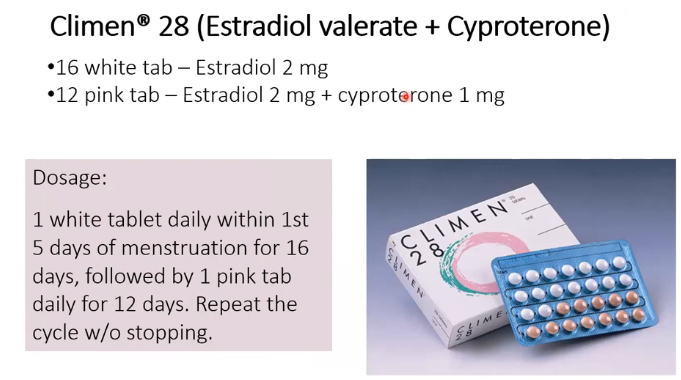 Climen® 28 (Estradiol valerate + Cyproterone)
•16 white tab – Estradiol 2 mg
•12 pink tab – Estradiol 2 mg + cyproterone 1 mg
Dosage:
1 white tablet daily within 1st
5 days of menstruation for 16
days, followed by 1 pink tab
daily for 12 days. Repeat the
cycle w/o stopping.
CLIMEN®
28
CLIMEN
CLIMEN 28